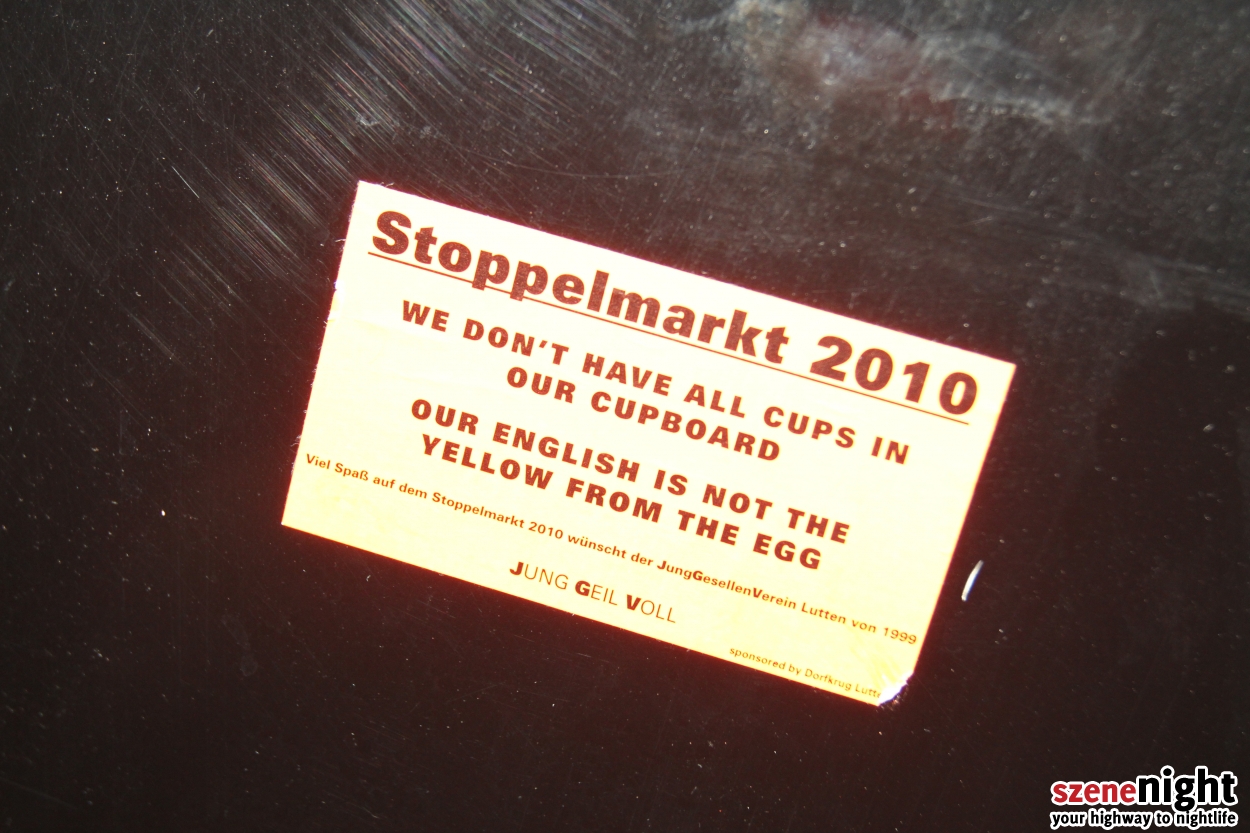 Stoppelmarkt 2010
WE DON'T HAVE ALL CUPS IN
OUR CUPBOARD
OUR ENGLISH IS NOT THE
YELLOW FROM THE EGG
Viel Spaß auf dem Stoppelmarkt 2010 wünscht der JungGesellenVerein Lutten von 1999
JUNG GEIL VOLL
sponsored by Dorfkrug
szenenight
your highway to nightlife